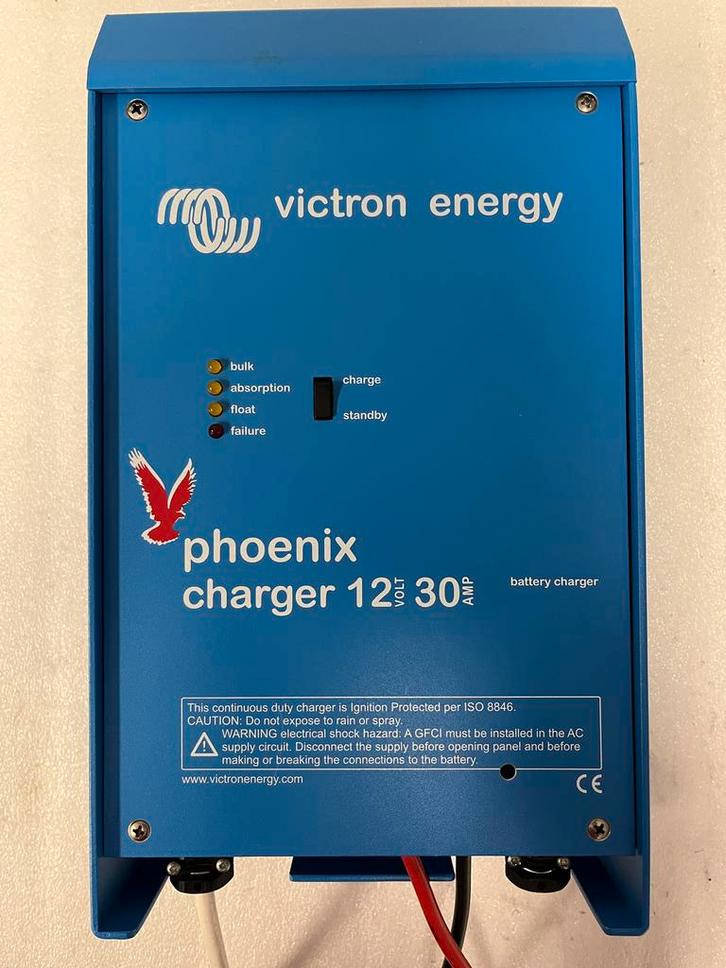 victron energy
bulk
absorption
float
failure
charge
standby
phoenix
charger 12 VOLT 30 AMP
battery charger
This continuous duty charger is Ignition Protected per ISO 8846.
CAUTION: Do not expose to rain or spray.
WARNING electrical shock hazard: A GFCI must be installed in the AC
supply circuit. Disconnect the supply before opening panel and before
making or breaking the connections to the battery.
www.victronenergy.com
CE